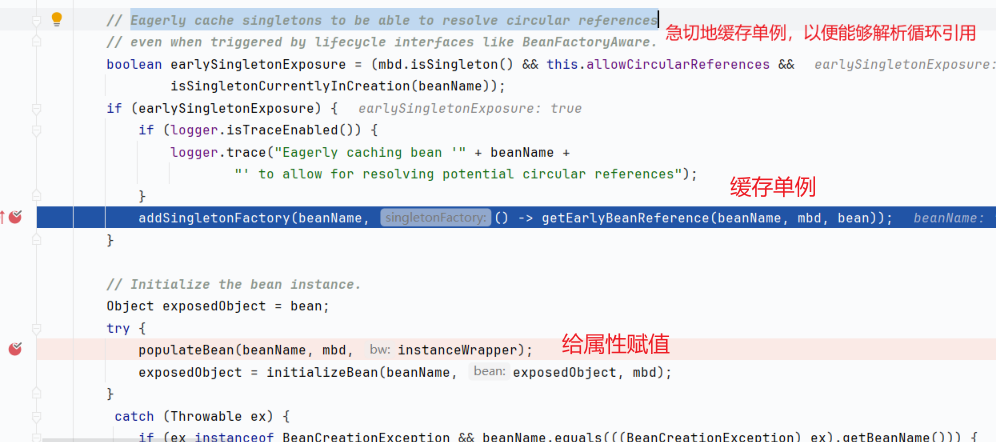 // Eagerly cache singletons to be able to resolve circular references 急切地缓存单例，以便能够解析循环引用
// even when triggered by lifecycle interfaces like BeanFactoryAware.
boolean earlySingletonExposure = (mbd.isSingleton() && this.allowCircularReferences && earlySingletonExposure:
isSingletonCurrentlyInCreation(beanName));
if (earlySingletonExposure) { earlySingletonExposure: true
if (logger.isTraceEnabled()) {
logger.trace("Eagerly caching bean '" + beanName +
"' to allow for resolving potential circular references");
}
缓存单例
addSingletonFactory(beanName, singletonFactory: () -> getEarlyBeanReference(beanName, mbd, bean)); beanName:
}
// Initialize the bean instance.
Object exposedObject = bean;
try {
populateBean(beanName, mbd, bw: instanceWrapper); 给属性赋值
exposedObject = initializeBean(beanName, bean: exposedObject, mbd);
}
catch (Throwable ex) {
if (ex instanceof BeanCreationException && beanName.equals(((BeanCreationException) ex).getBeanName())) {